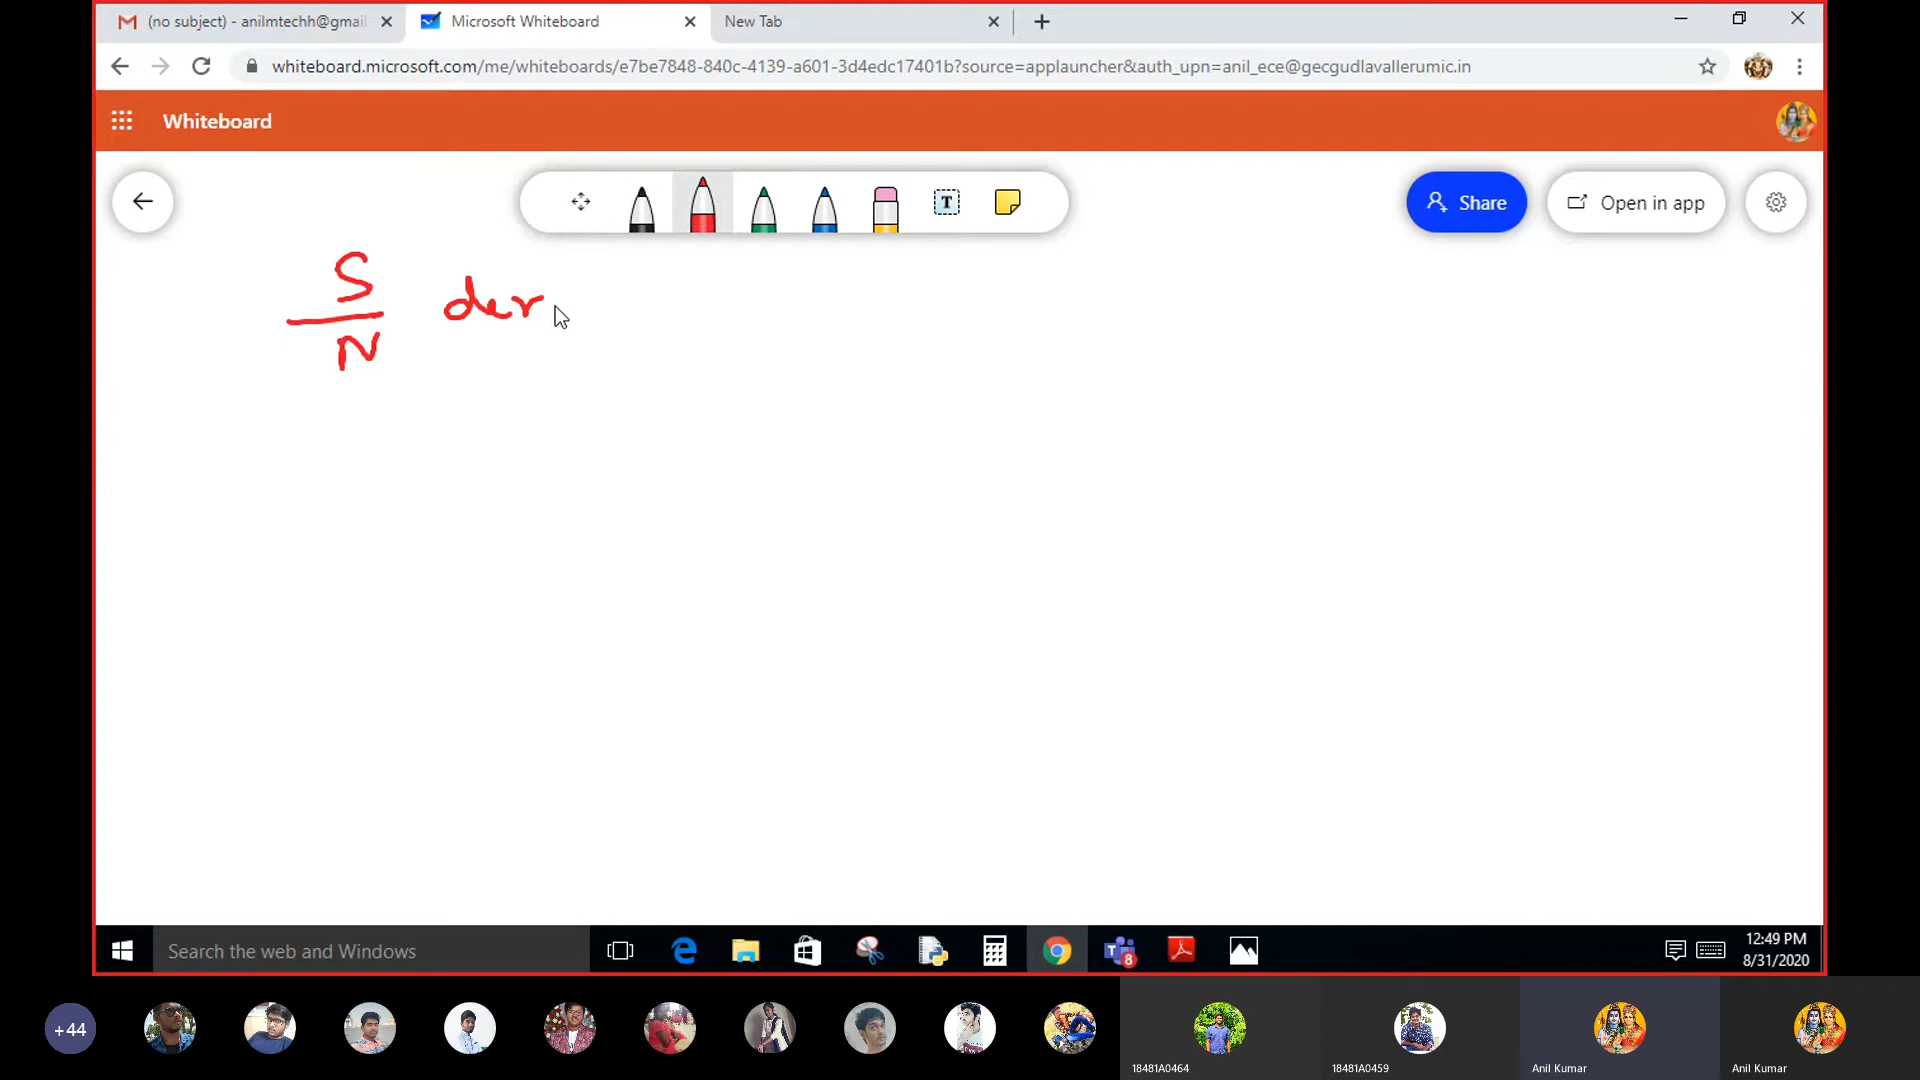 (no subject) - anilmtechh@gmail
Microsoft Whiteboard
New Tab
whiteboard.microsoft.com/me/whiteboards/e7be7848-840c-4139-a601-3d4edc17401b?source=applauncher&auth_upn=anil_ece@gecgudlavallerumic.in
Whiteboard
T
Share
Open in app
S
N
der
Search the web and Windows
8
12:49 PM
8/31/2020
+44
18481A0464
18481A0459
Anil Kumar
Anil Kumar